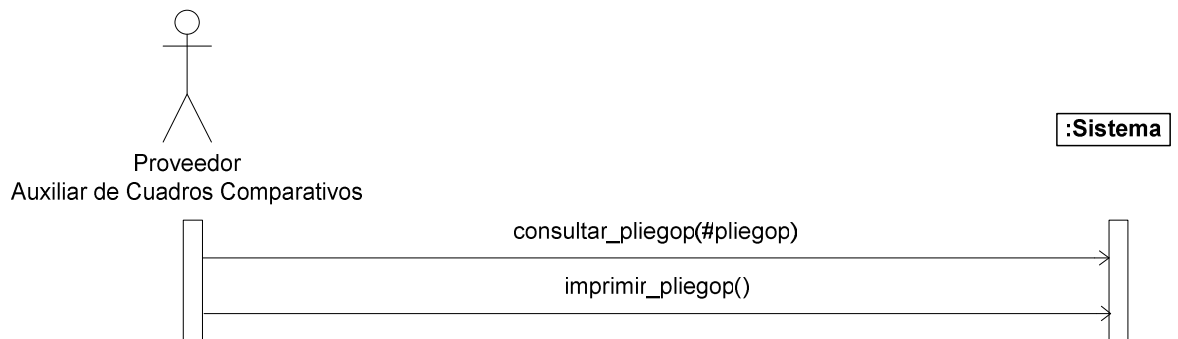 :Sistema
Proveedor
Auxiliar de Cuadros Comparativos
consultar_pliegop(#pliegop)
imprimir_pliegop()